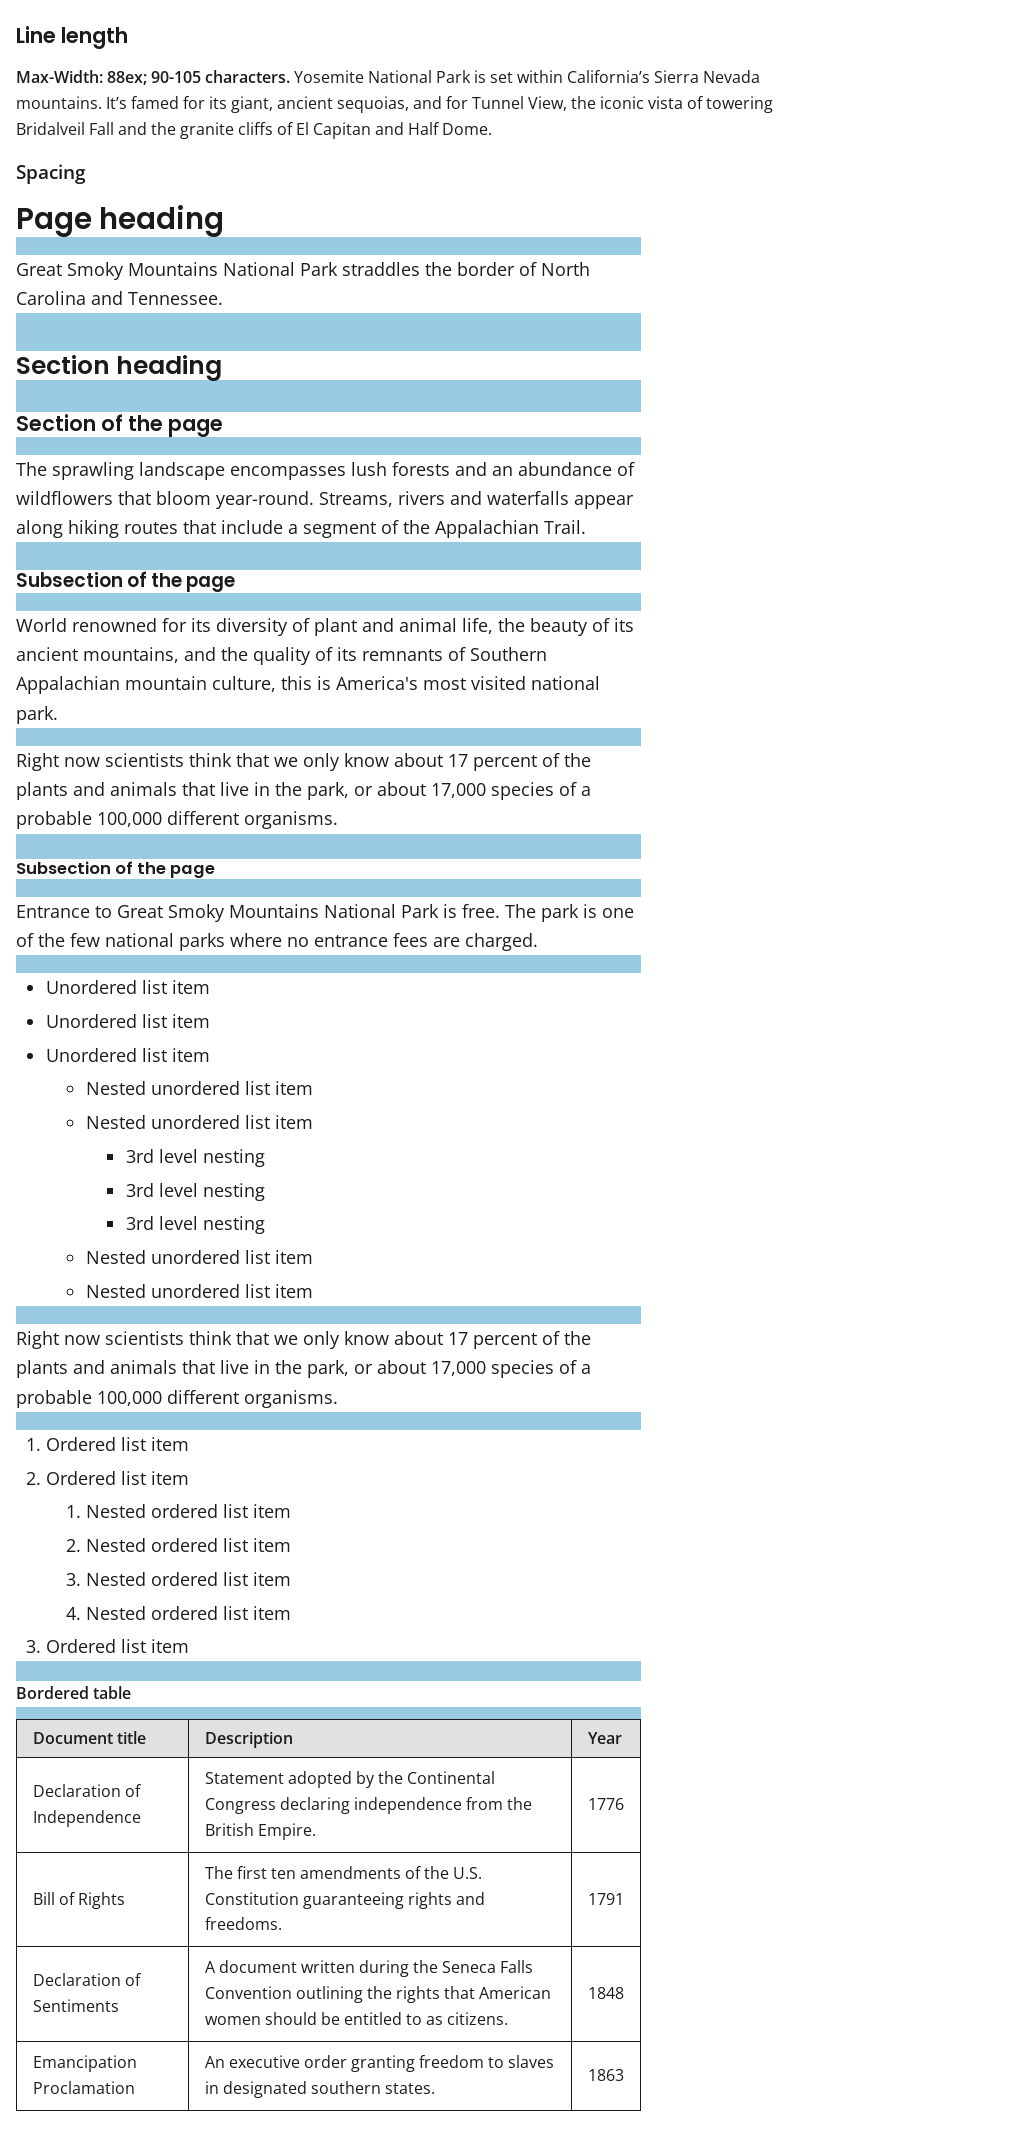 Line length
Max-Width: 88ex; 90-105 characters. Yosemite National Park is set within California’s Sierra Nevada
mountains. It’s famed for its giant, ancient sequoias, and for Tunnel View, the iconic vista of towering
Bridalveil Fall and the granite cliffs of El Capitan and Half Dome.
Spacing
Page heading
Great Smoky Mountains National Park straddles the border of North
Carolina and Tennessee.
Section heading
Section of the page
The sprawling landscape encompasses lush forests and an abundance of
wildflowers that bloom year-round. Streams, rivers and waterfalls appear
along hiking routes that include a segment of the Appalachian Trail.
Subsection of the page
World renowned for its diversity of plant and animal life, the beauty of its
ancient mountains, and the quality of its remnants of Southern
Appalachian mountain culture, this is America's most visited national
park.
Right now scientists think that we only know about 17 percent of the
plants and animals that live in the park, or about 17,000 species of a
probable 100,000 different organisms.
Subsection of the page
Entrance to Great Smoky Mountains National Park is free. The park is one
of the few national parks where no entrance fees are charged.
• Unordered list item
• Unordered list item
• Unordered list item
◦ Nested unordered list item
◦ Nested unordered list item
▪ 3rd level nesting
▪ 3rd level nesting
▪ 3rd level nesting
◦ Nested unordered list item
◦ Nested unordered list item
Right now scientists think that we only know about 17 percent of the
plants and animals that live in the park, or about 17,000 species of a
probable 100,000 different organisms.
1. Ordered list item
2. Ordered list item
1. Nested ordered list item
2. Nested ordered list item
3. Nested ordered list item
4. Nested ordered list item
3. Ordered list item
Bordered table
Document title Description Year
Declaration of
Independence
Statement adopted by the Continental
Congress declaring independence from the
British Empire.
1776
Bill of Rights
The first ten amendments of the U.S.
Constitution guaranteeing rights and
freedoms.
1791
Declaration of
Sentiments
A document written during the Seneca Falls
Convention outlining the rights that American
women should be entitled to as citizens.
1848
Emancipation
Proclamation
An executive order granting freedom to slaves
in designated southern states.
1863